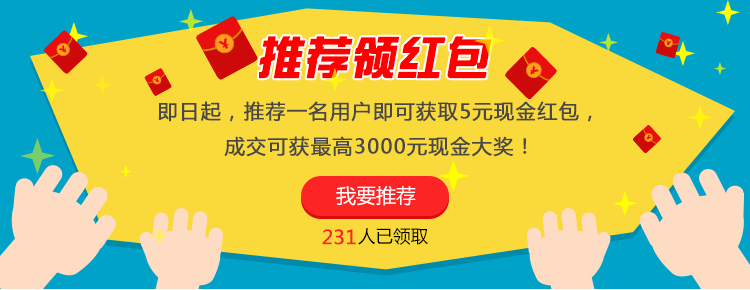 推荐领红包
即日起，推荐一名用户即可获取5元现金红包，
成交可获最高3000元现金大奖！
我要推荐
231人已领取